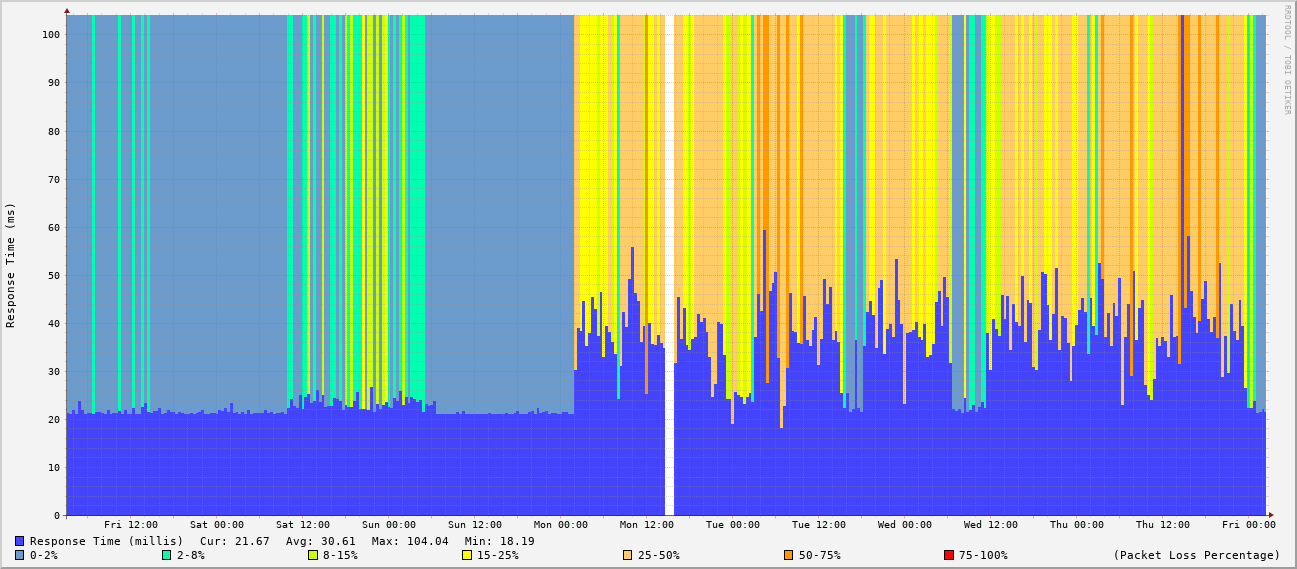 RRDTOOL / TOBI OETIKER
Response Time (ms)
100
90
80
70
60
50
40
30
20
10
0
Fri 12:00 Sat 00:00 Sat 12:00 Sun 00:00 Sun 12:00 Mon 00:00 Mon 12:00 Tue 00:00 Tue 12:00 Wed 00:00 Wed 12:00 Thu 00:00 Thu 12:00 Fri 00:00
Response Time (millis) Cur: 21.67 Avg: 30.61 Max: 104.04 Min: 18.19
0-2% 2-8% 8-15% 15-25% 25-50% 50-75% 75-100% (Packet Loss Percentage)